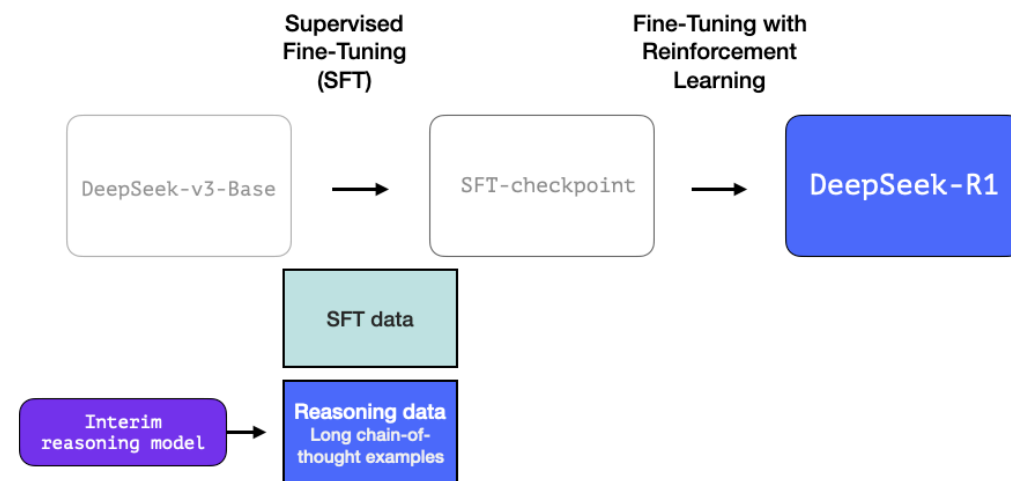 Supervised
Fine-Tuning
(SFT)
Fine-Tuning with
Reinforcement
Learning
DeepSeek-v3-Base
SFT-checkpoint
DeepSeek-R1
SFT data
Interim
reasoning model
Reasoning data
Long chain-of-
thought examples